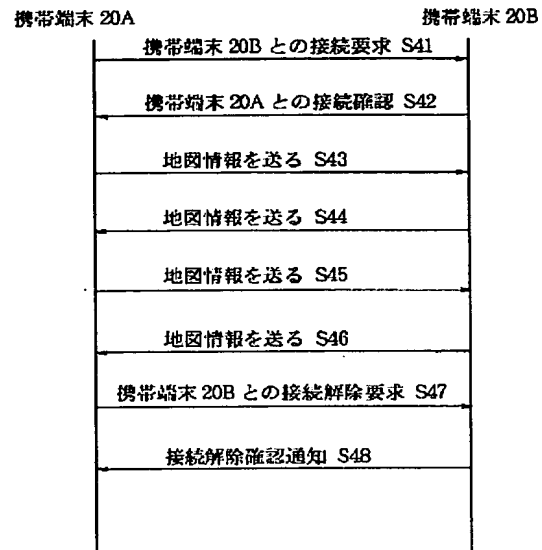 携帯端末 20A
携帯端末 20B
携帯端末 20B との接続要求 S41
携帯端末 20A との接続確認 S42
地図情報を送る S43
地図情報を送る S44
地図情報を送る S45
地図情報を送る S46
携帯端末 20B との接続解除要求 S47
接続解除確認通知 S48